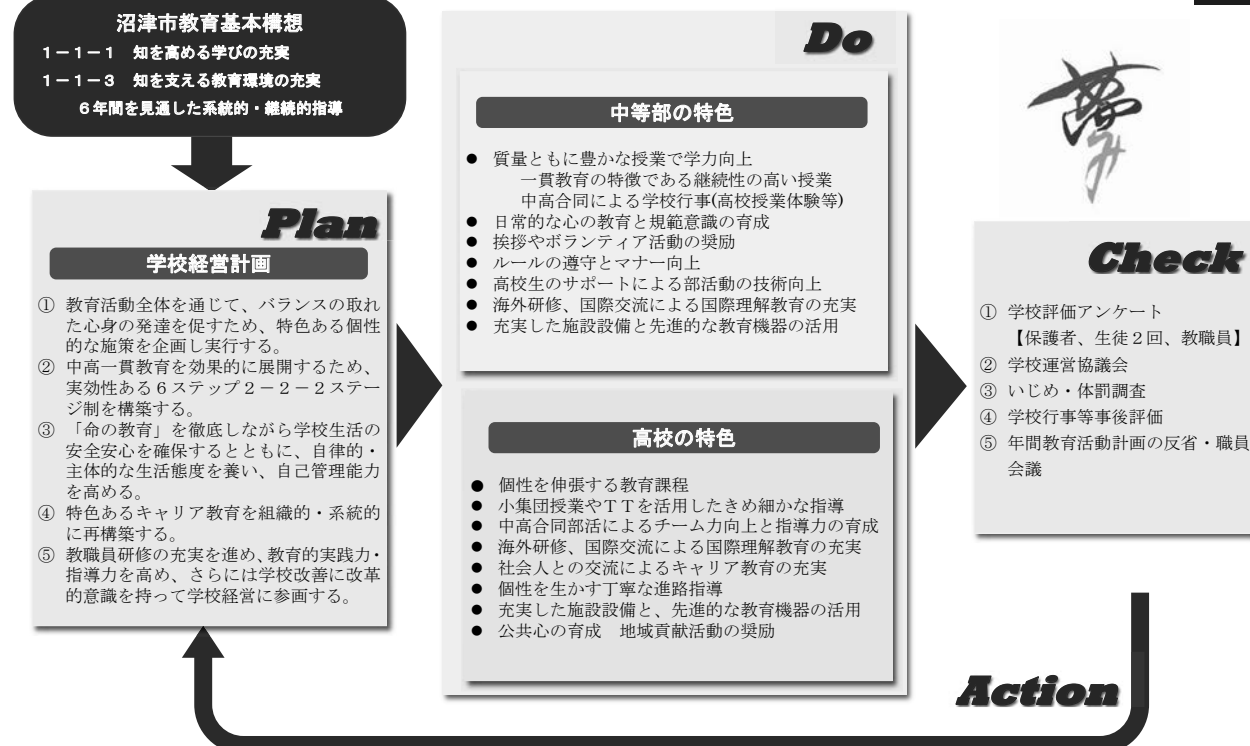 沼津市教育基本構想
1－1－1　知を高める学びの充実
1－1－3　知を支える教育環境の充実
6年間を見通した系統的・継続的指導
Plan
学校経営計画
① 教育活動全体を通じて、バランスの取れ
た心身の発達を促すため、特色ある個性
的な施策を企画し実行する。
② 中高一貫教育を効果的に展開するため、
実効性ある6ステップ2－2－2ステー
ジ制を構築する。
③ 「命の教育」を徹底しながら学校生活の
安全安心を確保するとともに、自律的・
主体的な生活態度を養い、自己管理能力
を高める。
④ 特色あるキャリア教育を組織的・系統的
に再構築する。
⑤ 教職員研修の充実を進め、教育的実践力・
指導力を高め、さらには学校改善に改革
的意識を持って学校経営に参画する。
Do
中等部の特色
● 質量ともに豊かな授業で学力向上
一貫教育の特徴である継続性の高い授業
中高合同による学校行事(高校授業体験等)
● 日常的な心の教育と規範意識の育成
● 挨拶やボランティア活動の奨励
● ルールの遵守とマナー向上
● 高校生のサポートによる部活動の技術向上
● 海外研修、国際交流による国際理解教育の充実
● 充実した施設設備と先進的な教育機器の活用
高校の特色
● 個性を伸張する教育課程
● 小集団授業やＴＴを活用したきめ細かな指導
● 中高合同部活によるチーム力向上と指導力の育成
● 海外研修、国際交流による国際理解教育の充実
● 社会人との交流によるキャリア教育の充実
● 個性を生かす丁寧な進路指導
● 充実した施設設備と、先進的な教育機器の活用
● 公共心の育成　地域貢献活動の奨励
夢み
Check
① 学校評価アンケート
【保護者、生徒2回、教職員】
② 学校運営協議会
③ いじめ・体罰調査
④ 学校行事等事後評価
⑤ 年間教育活動計画の反省・職員
会議
Action